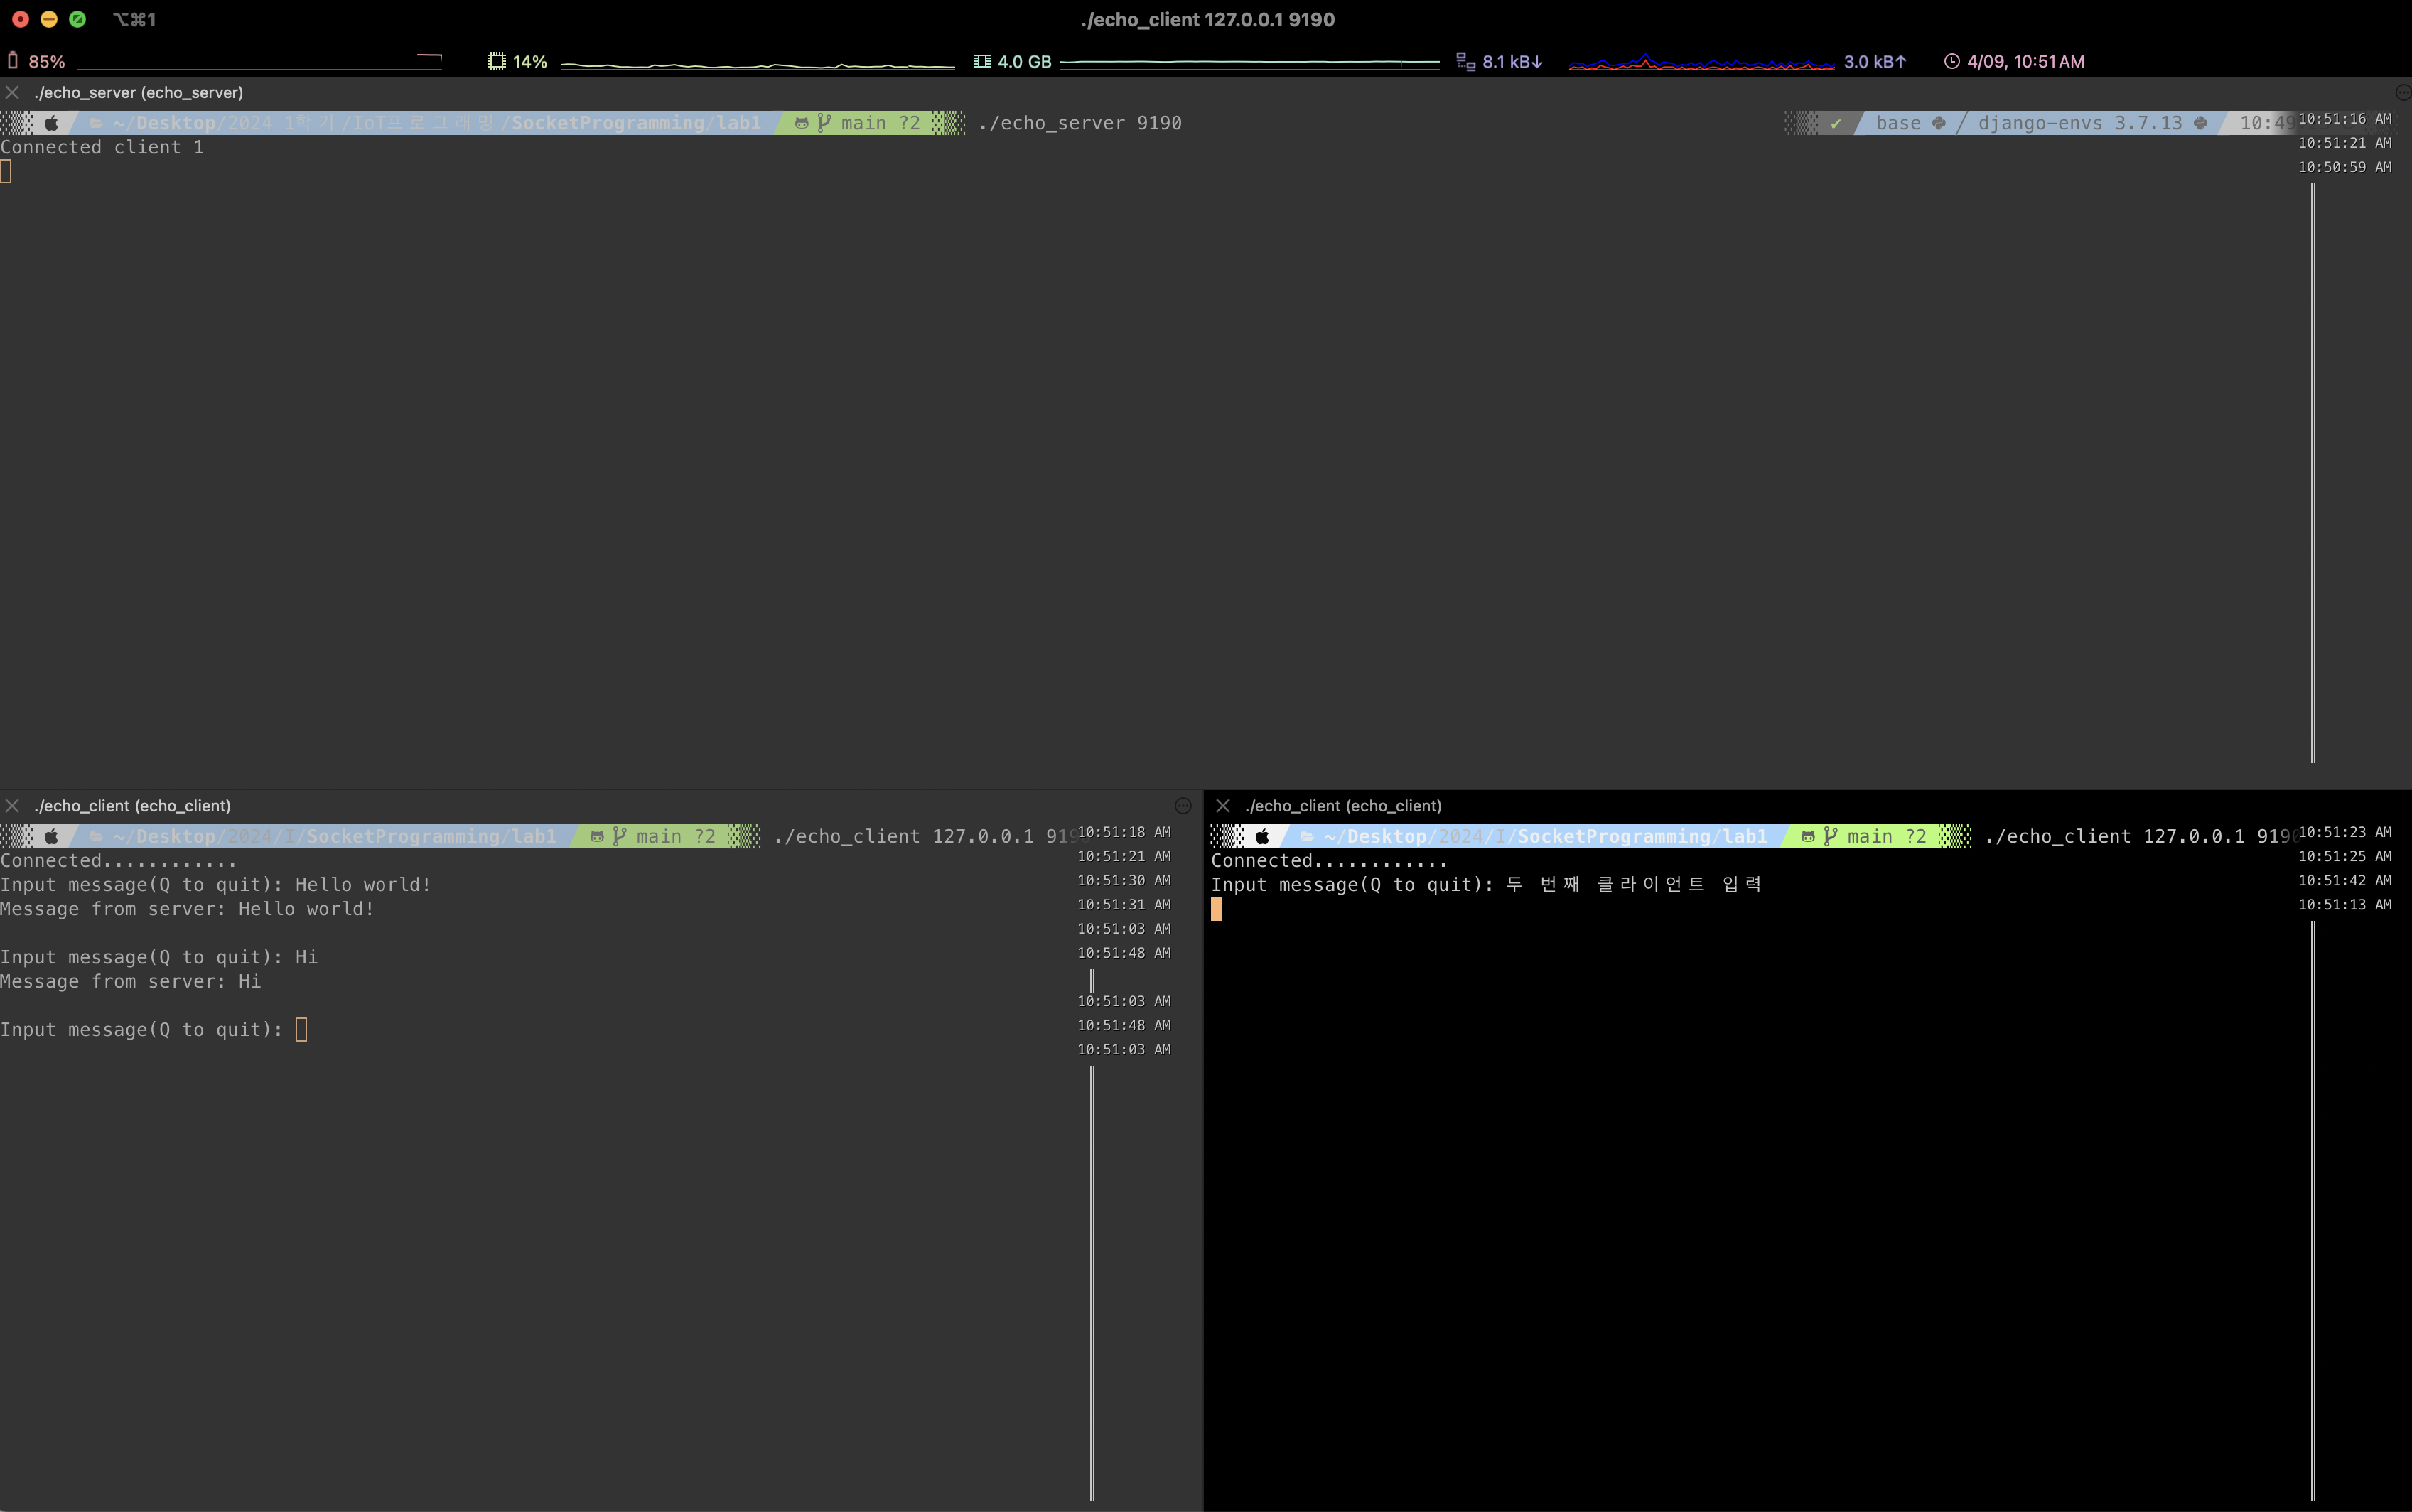 ⌥⌘1
./echo_client 127.0.0.1 9190
85%
14%
4.0 GB
8.1 kB↓
3.0 kB↑
4/09, 10:51 AM
./echo_server (echo_server)
~/Desktop/2024 1학기/IoT프로그래밍/SocketProgramming/lab1 main ?2 ./echo_server 9190 ✔ base django-envs 3.7.13 10:49 10:51:16 AM
Connected client 1 10:51:21 AM
10:50:59 AM
./echo_client (echo_client)
~/Desktop/2024/I/SocketProgramming/lab1 main ?2 ./echo_client 127.0.0.1 919 10:51:18 AM
Connected............ 10:51:21 AM
Input message(Q to quit): Hello world! 10:51:30 AM
Message from server: Hello world! 10:51:31 AM
10:51:03 AM
Input message(Q to quit): Hi 10:51:48 AM
Message from server: Hi
10:51:03 AM
Input message(Q to quit): 10:51:48 AM
10:51:03 AM
./echo_client (echo_client)
~/Desktop/2024/I/SocketProgramming/lab1 main ?2 ./echo_client 127.0.0.1 9190 10:51:23 AM
Connected............ 10:51:25 AM
Input message(Q to quit): 두 번째 클라이언트 입력 10:51:42 AM
10:51:13 AM